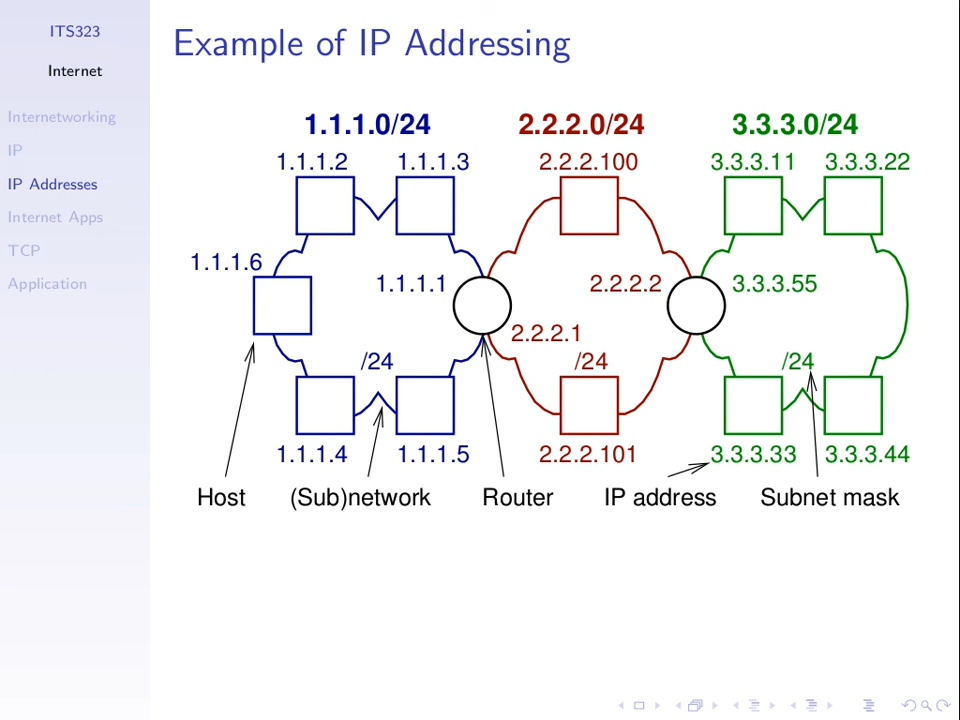 ITS323
Internet
Internetworking
IP
IP Addresses
Internet Apps
TCP
Application
Example of IP Addressing
1.1.1.0/24 2.2.2.0/24 3.3.3.0/24
1.1.1.2 1.1.1.3 2.2.2.100 3.3.3.11 3.3.3.22
1.1.1.6
1.1.1.1 2.2.2.2 3.3.3.55
2.2.2.1
/24 /24 /24
1.1.1.4 1.1.1.5 2.2.2.101 3.3.3.33 3.3.3.44
Host (Sub)network Router IP address Subnet mask